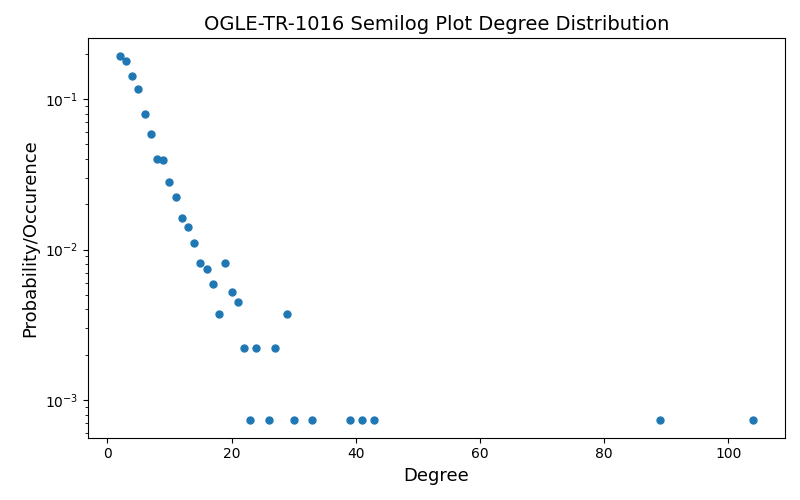 OGLE-TR-1016 Semilog Plot Degree Distribution
Probability/Occurence
10⁻¹
10⁻²
10⁻³
0 20 40 60 80 100
Degree